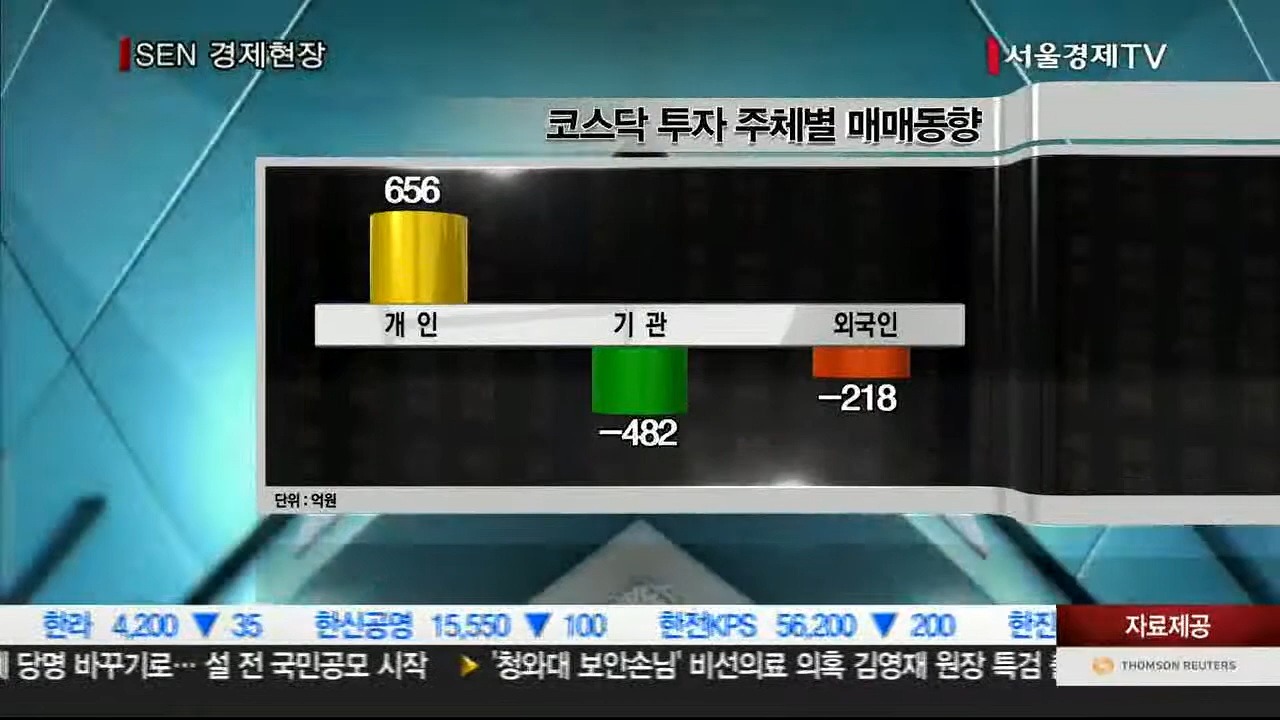 SEN 경제현장
서울경제TV
코스닥 투자 주체별 매매동향
656
개인 기관 외국인
-218
-482
단위 : 억원
한라 4,200 ▼ 35 한신공영 15,550 ▼ 100 한전KPS 56,200 ▼ 200 한진
자료제공
당명 바꾸기로… 설 전 국민공모 시작 ▶ '청와대 보안손님' 비선의료 의혹 김영재 원장 특검
THOMSON REUTERS